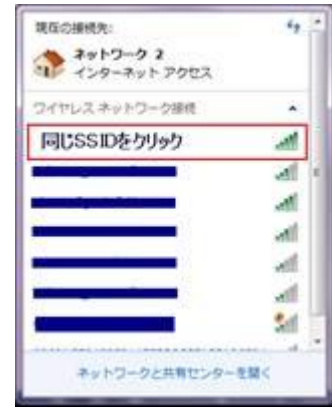 現在の接続先:
ネットワーク 2
インターネット アクセス
ワイヤレス ネットワーク接続
同じSSIDをクリック
ネットワークと共有センターを開く